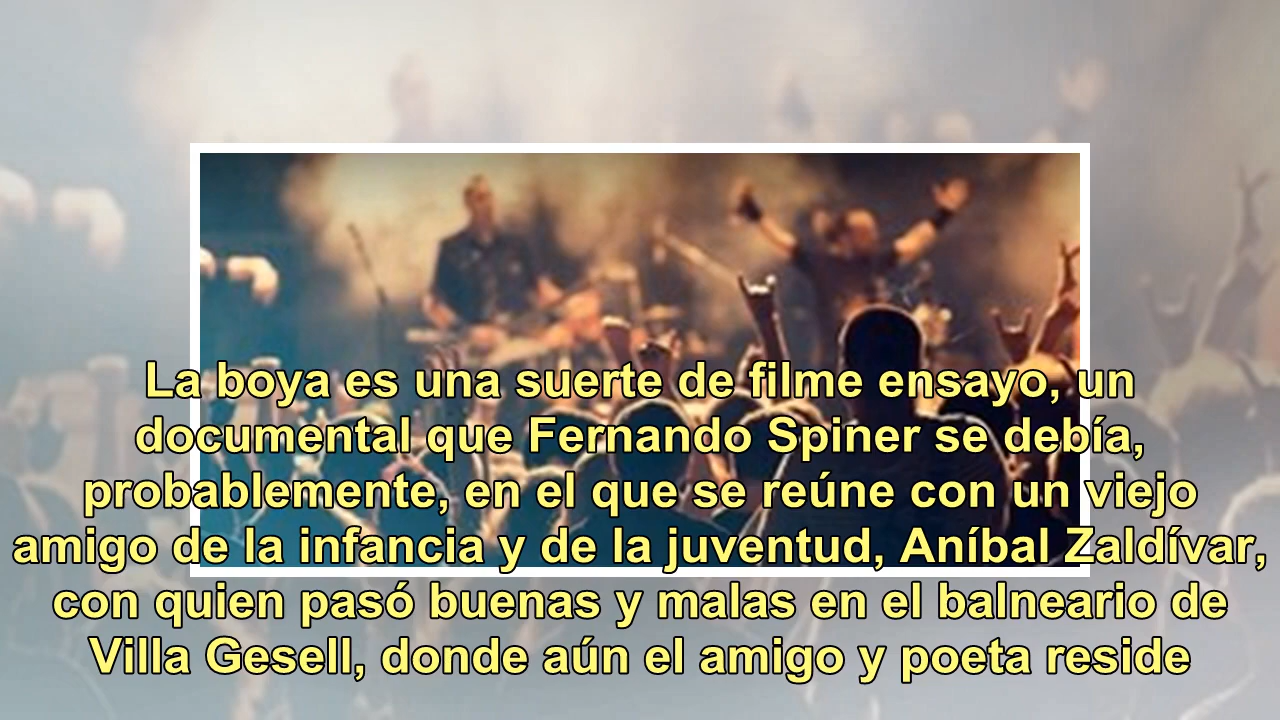 La boya es una suerte de filme ensayo, un
documental que Fernando Spiner se debía,
probablemente, en el que se reúne con un viejo
amigo de la infancia y de la juventud, Aníbal Zaldívar,
con quien pasó buenas y malas en el balneario de
Villa Gesell, donde aún el amigo y poeta reside